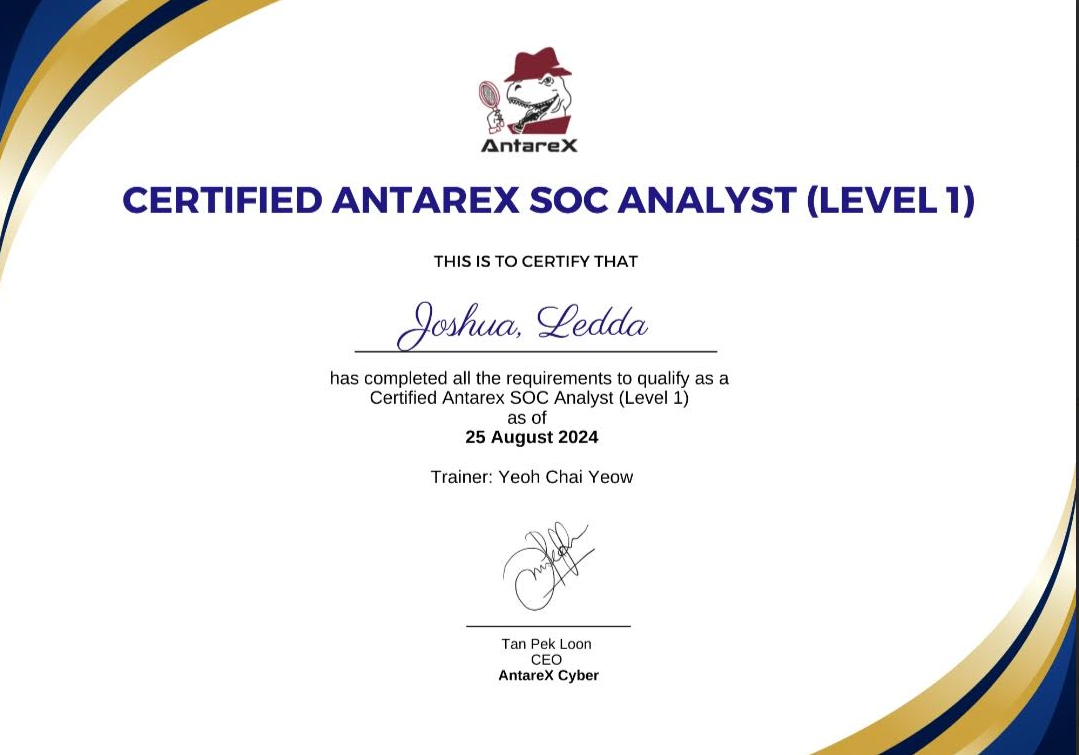 AntareX
CERTIFIED ANTAREX SOC ANALYST (LEVEL 1)
THIS IS TO CERTIFY THAT
Joshua, Ledda
has completed all the requirements to qualify as a
Certified Antarex SOC Analyst (Level 1)
as of
25 August 2024
Trainer: Yeoh Chai Yeow
Tan Pek Loon
CEO
AntareX Cyber